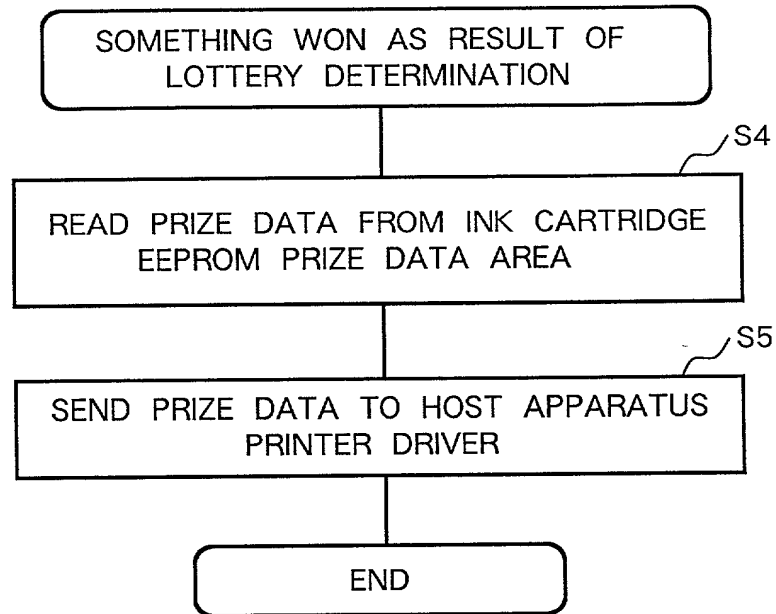 SOMETHING WON AS RESULT OF
LOTTERY DETERMINATION
S4
READ PRIZE DATA FROM INK CARTRIDGE
EEPROM PRIZE DATA AREA
S5
SEND PRIZE DATA TO HOST APPARATUS
PRINTER DRIVER
END